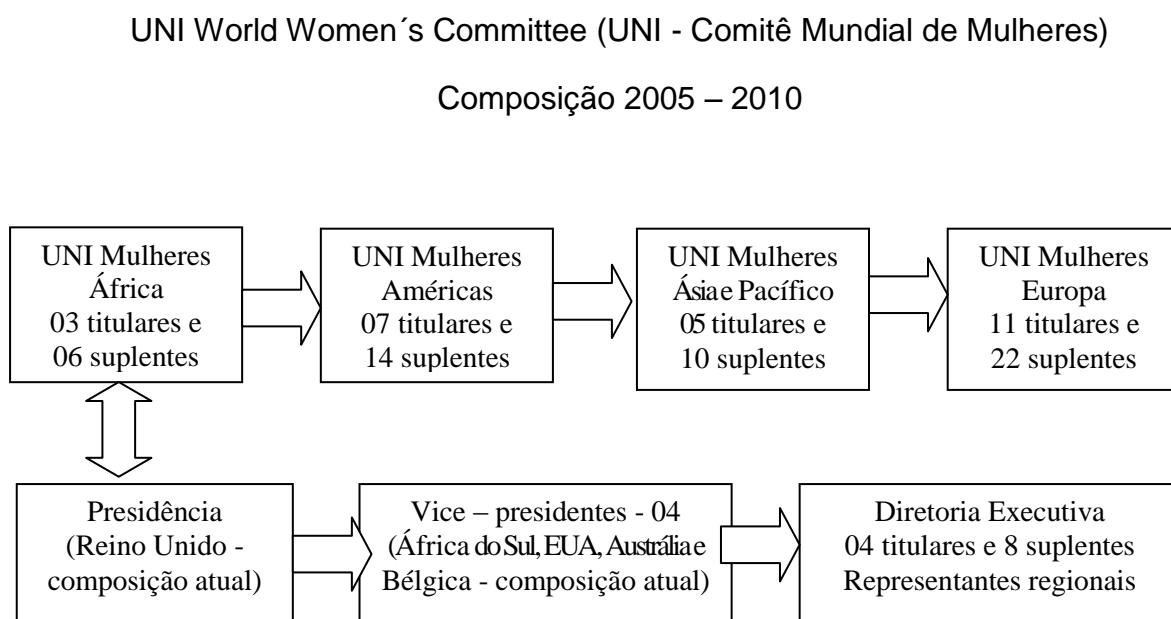 UNI World Women´s Committee (UNI - Comitê Mundial de Mulheres)
Composição 2005 – 2010
UNI Mulheres
África
03 titulares e
06 suplentes
UNI Mulheres
Américas
07 titulares e
14 suplentes
UNI Mulheres
Ásia e Pacífico
05 titulares e
10 suplentes
UNI Mulheres
Europa
11 titulares e
22 suplentes
Presidência
(Reino Unido -
composição atual)
Vice – presidentes - 04
(África do Sul, EUA, Austrália e
Bélgica - composição atual)
Diretoria Executiva
04 titulares e 8 suplentes
Representantes regionais